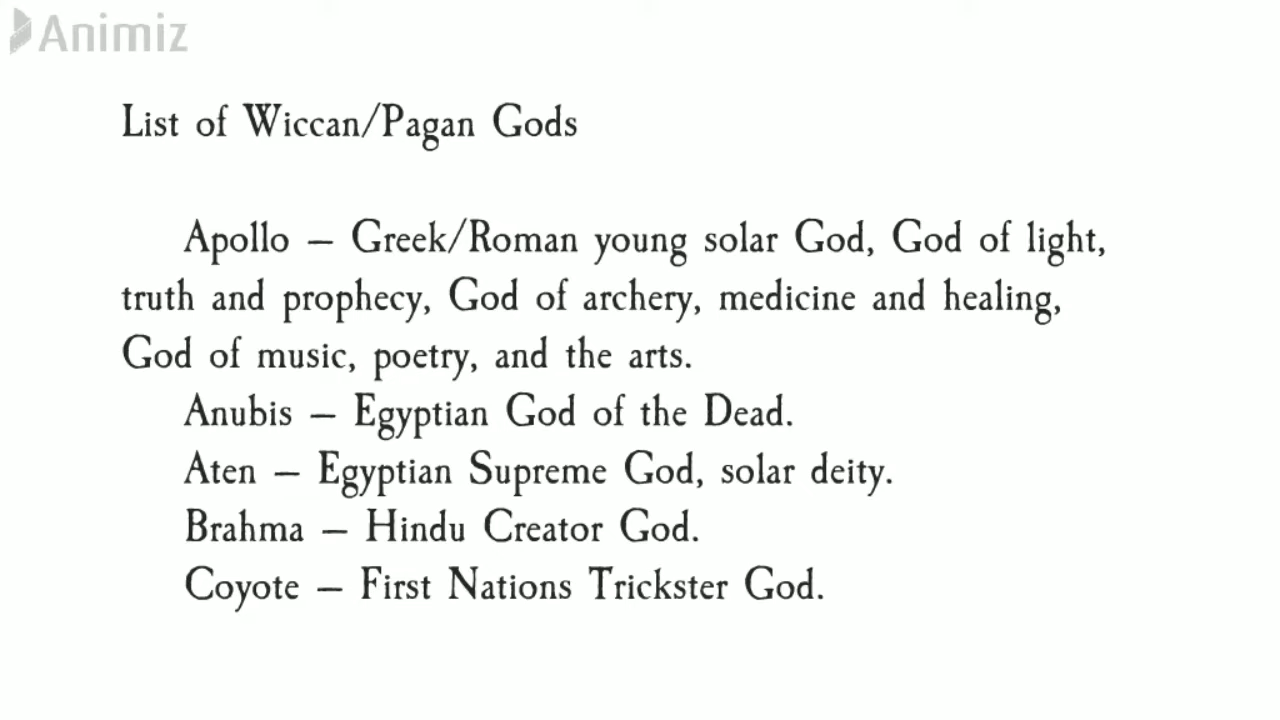 Animiz
List of Wiccan/Pagan Gods
Apollo – Greek/Roman young solar God, God of light,
truth and prophecy, God of archery, medicine and healing,
God of music, poetry, and the arts.
Anubis – Egyptian God of the Dead.
Aten – Egyptian Supreme God, solar deity.
Brahma – Hindu Creator God.
Coyote – First Nations Trickster God.